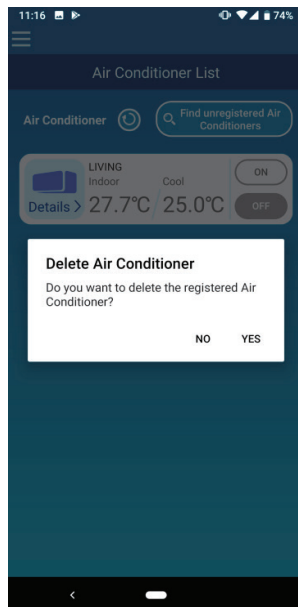 11:16 74%
Air Conditioner List
Air Conditioner
Find unregistered Air
Conditioners
LIVING
Indoor Cool ON
Details > 27.7℃ 25.0℃ OFF
Delete Air Conditioner
Do you want to delete the registered Air
Conditioner?
NO YES